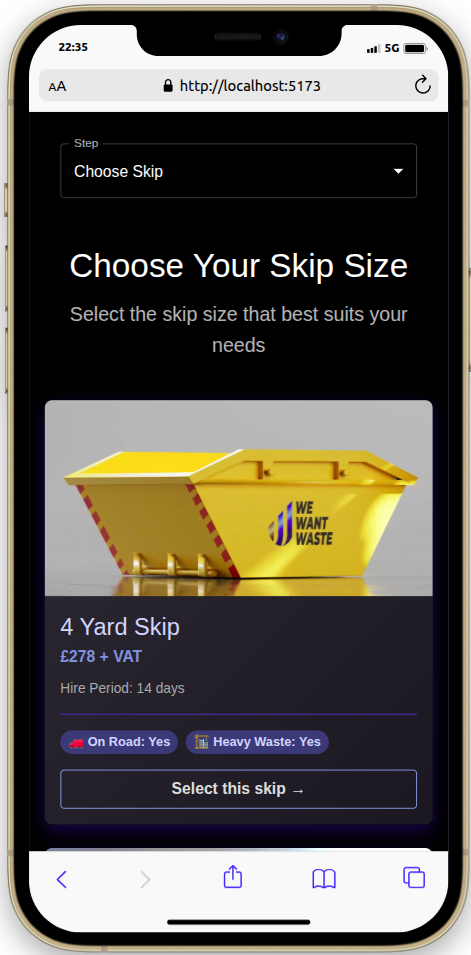 22:35
5G
AA
http://localhost:5173
Step
Choose Skip
Choose Your Skip Size
Select the skip size that best suits your
needs
WE
WANT
WASTE
4 Yard Skip
£278 + VAT
Hire Period: 14 days
On Road: Yes
Heavy Waste: Yes
Select this skip →